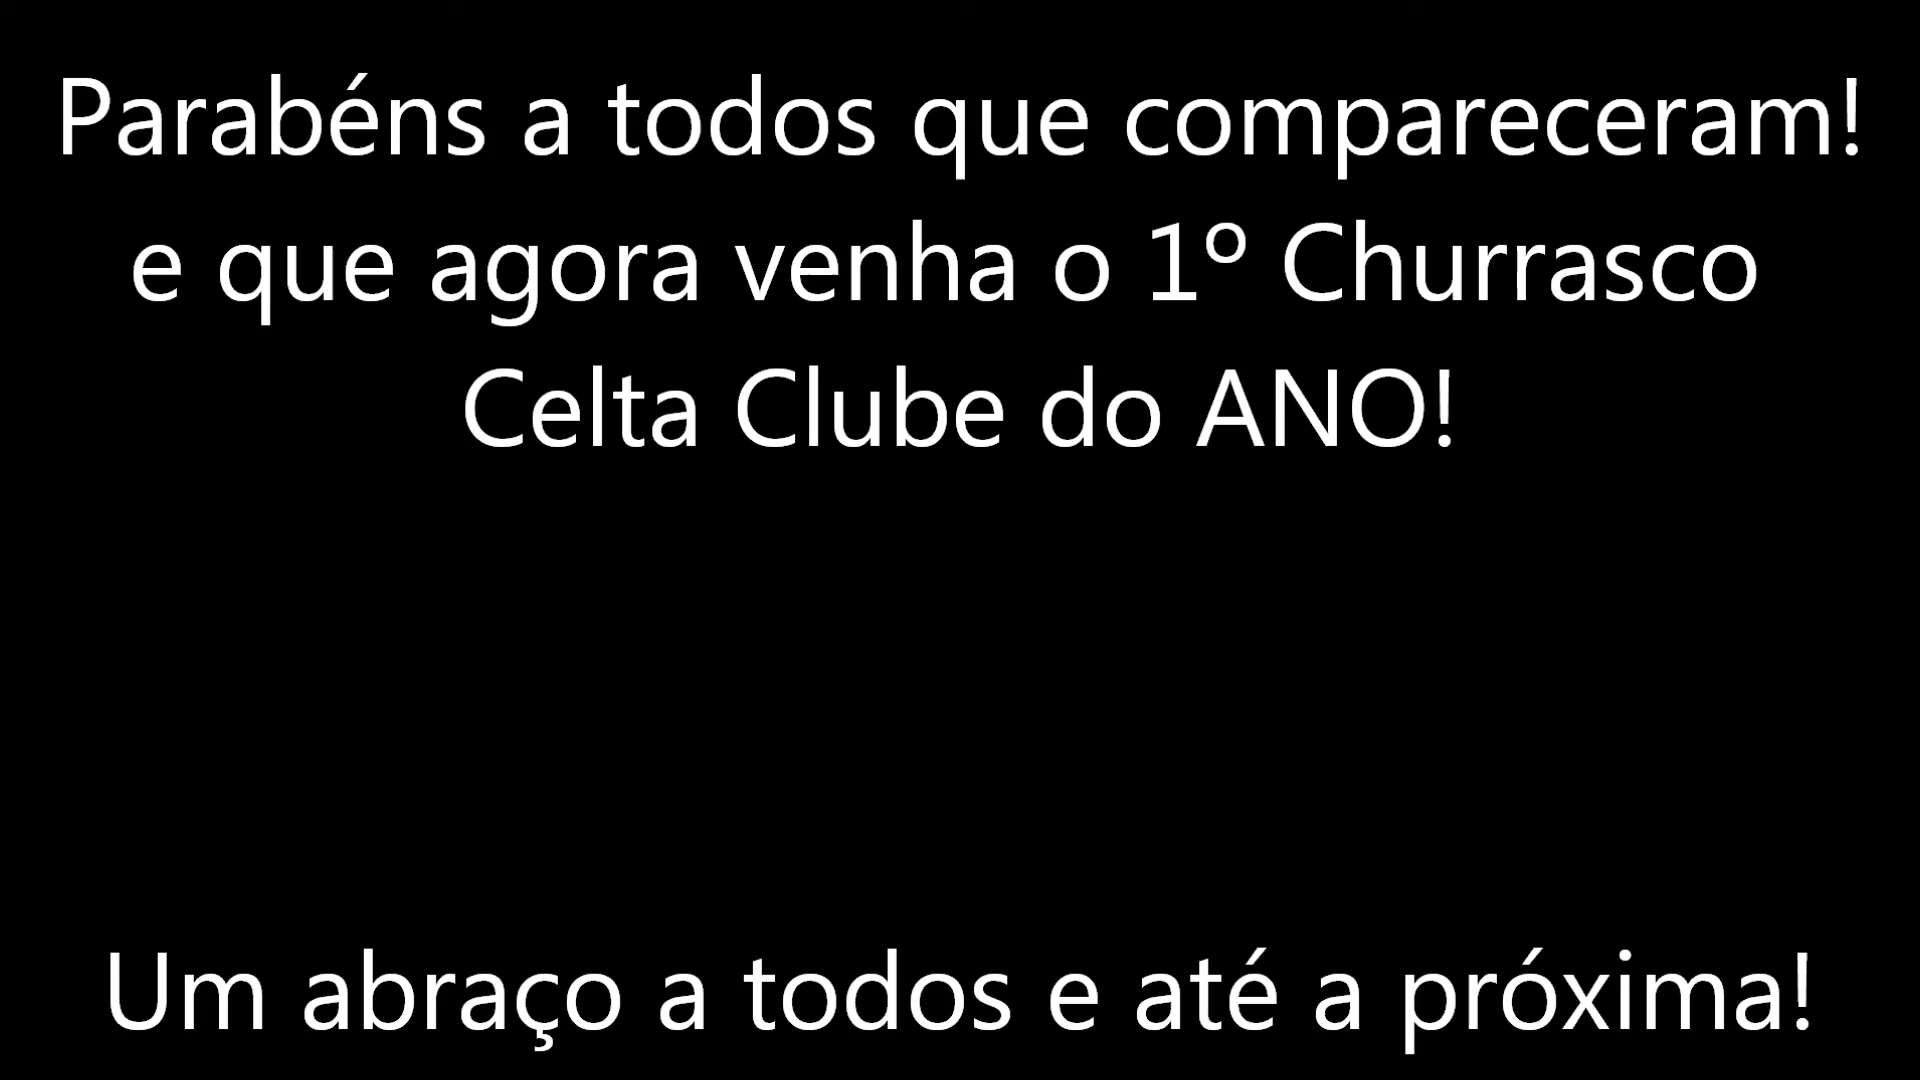 Parabéns a todos que compareceram!
e que agora venha o 1º Churrasco
Celta Clube do ANO!
Um abraço a todos e até a próxima!